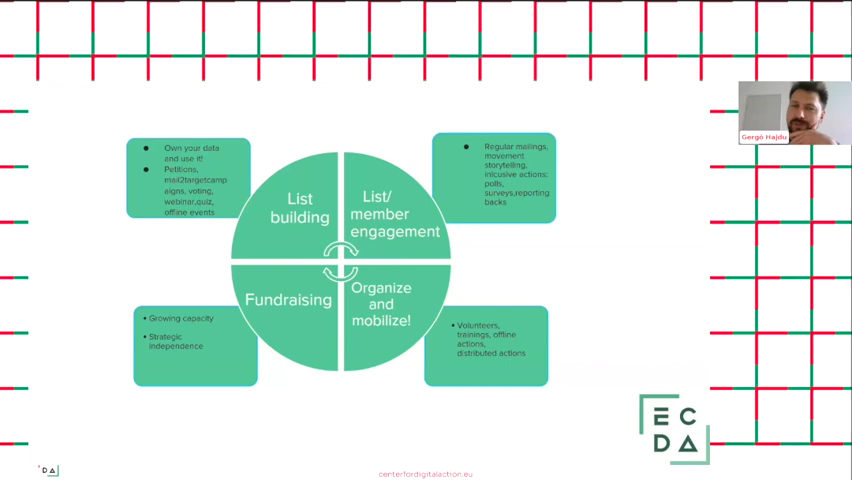 ● Own your data
and use it!
● Petitions,
mail2targetcamp
aigns, voting,
webinar,quiz,
offline events
● Regular mailings,
movement
storytelling,
inlcusive actions:
polls,
surveys,reporting
backs
List
building
List/
member
engagement
Fundraising
Organize
and
mobilize!
• Growing capacity
• Strategic
independence
• Volunteers,
trainings, offline
actions,
distributed actions
Gergő Hajdu
E C
D A
D A
centerfordigitalaction.eu